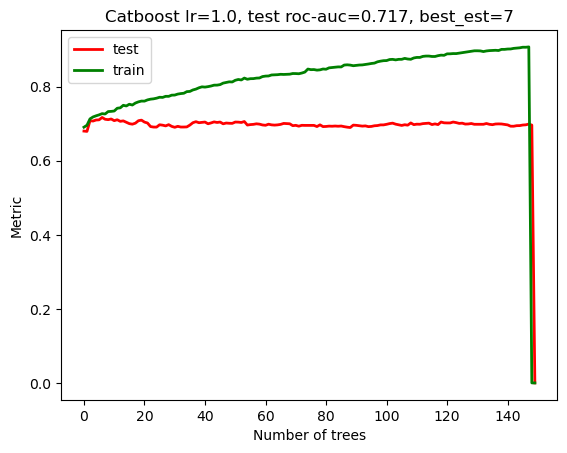 Catboost lr=1.0, test roc-auc=0.717, best_est=7
test
train
Metric
0.8
0.6
0.4
0.2
0.0
0 20 40 60 80 100 120 140
Number of trees